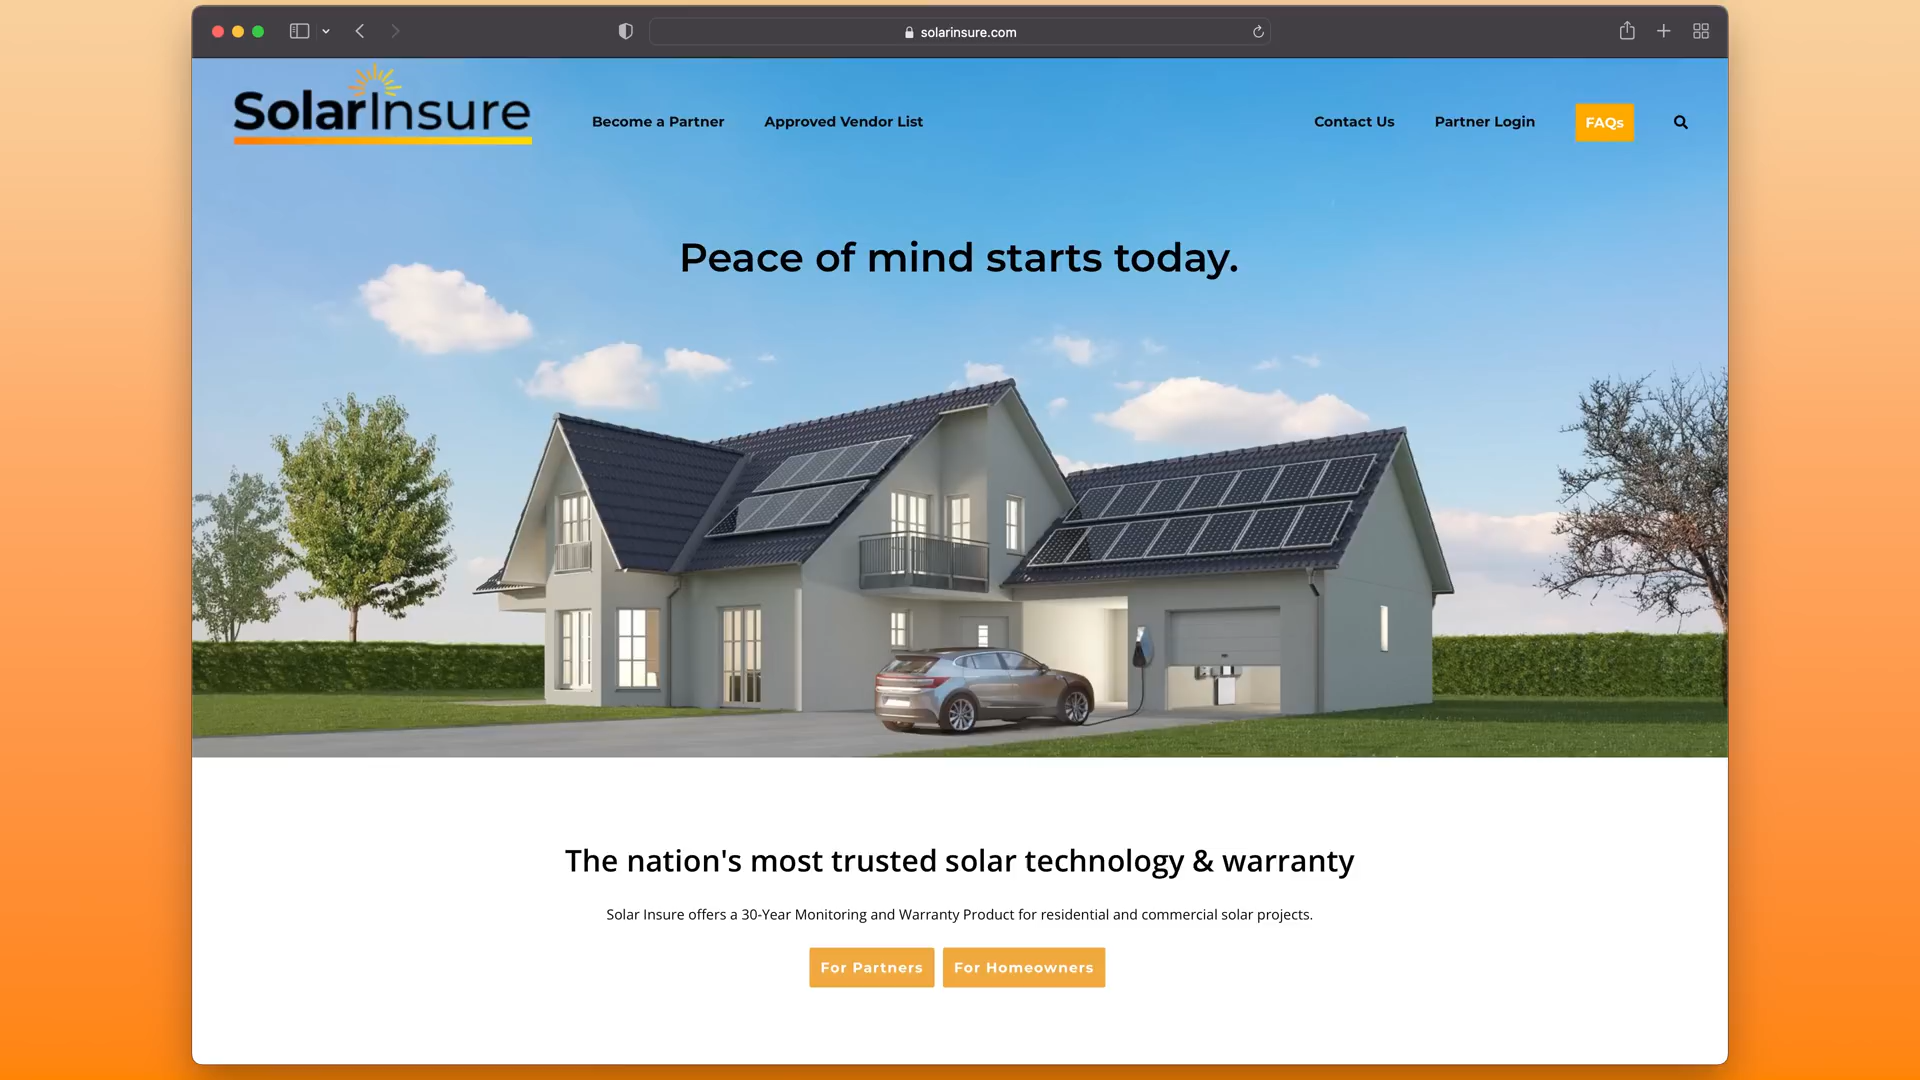 solarinsure.com
SolarInsure
Become a Partner
Approved Vendor List
Contact Us
Partner Login
FAQs
Peace of mind starts today.
The nation's most trusted solar technology & warranty
Solar Insure offers a 30-Year Monitoring and Warranty Product for residential and commercial solar projects.
For Partners
For Homeowners